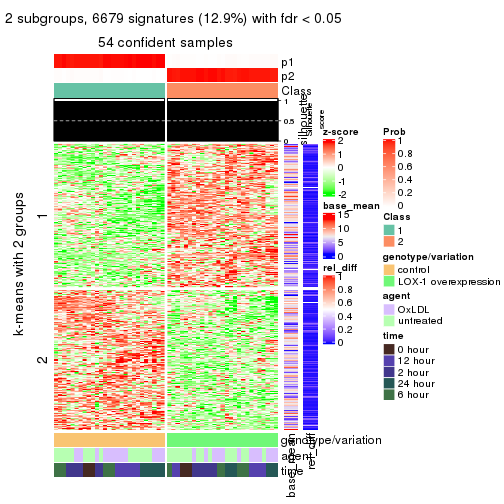 2 subgroups, 6679 signatures (12.9%) with fdr < 0.05
54 confident samples
p1
p2
Class
1
0.5
0
silhouette
Silhouette
score
k-means with 2 groups
1
2
genotype/variation
agent
time
base_mean
rel_diff
z-score
2
1
0
-1
-2
base_mean
15
10
5
0
rel_diff
1
0.8
0.6
0.4
0.2
0
Prob
1
0.8
0.6
0.4
0.2
0
Class
1
2
genotype/variation
control
LOX-1 overexpression
agent
OxLDL
untreated
time
0 hour
12 hour
2 hour
24 hour
6 hour